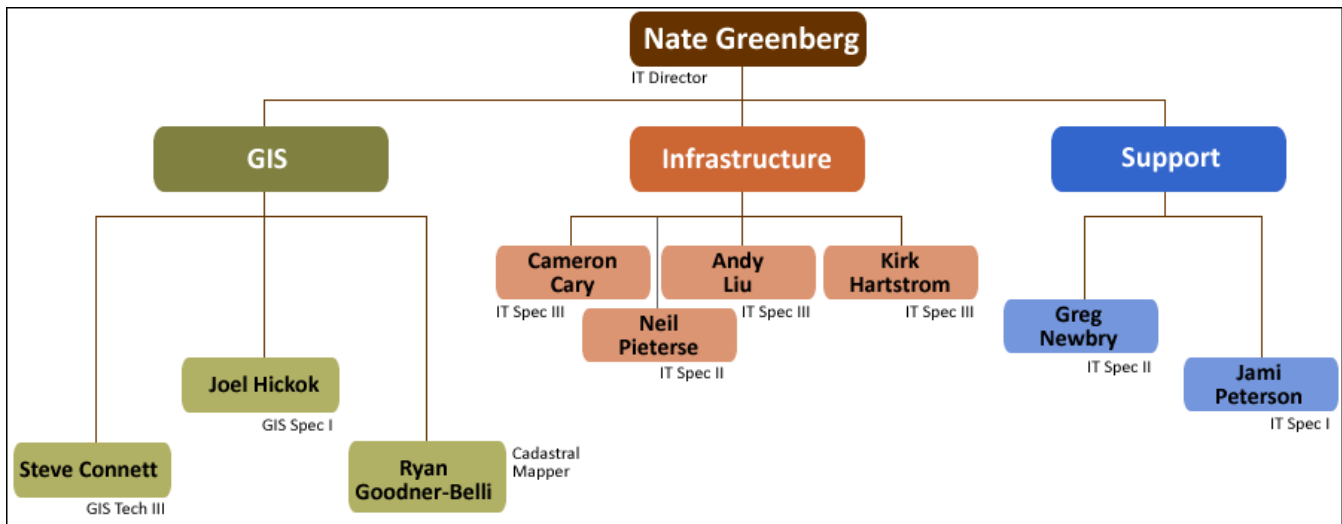 Nate Greenberg
IT Director
GIS
Infrastructure
Support
Cameron
Cary
IT Spec III
Andy
Liu
IT Spec III
Kirk
Hartstrom
IT Spec III
Neil
Pieterse
IT Spec II
Greg
Newbry
IT Spec II
Jami
Peterson
IT Spec I
Joel Hickok
GIS Spec I
Steve Connett
GIS Tech III
Ryan
Goodner-Belli
Cadastral
Mapper